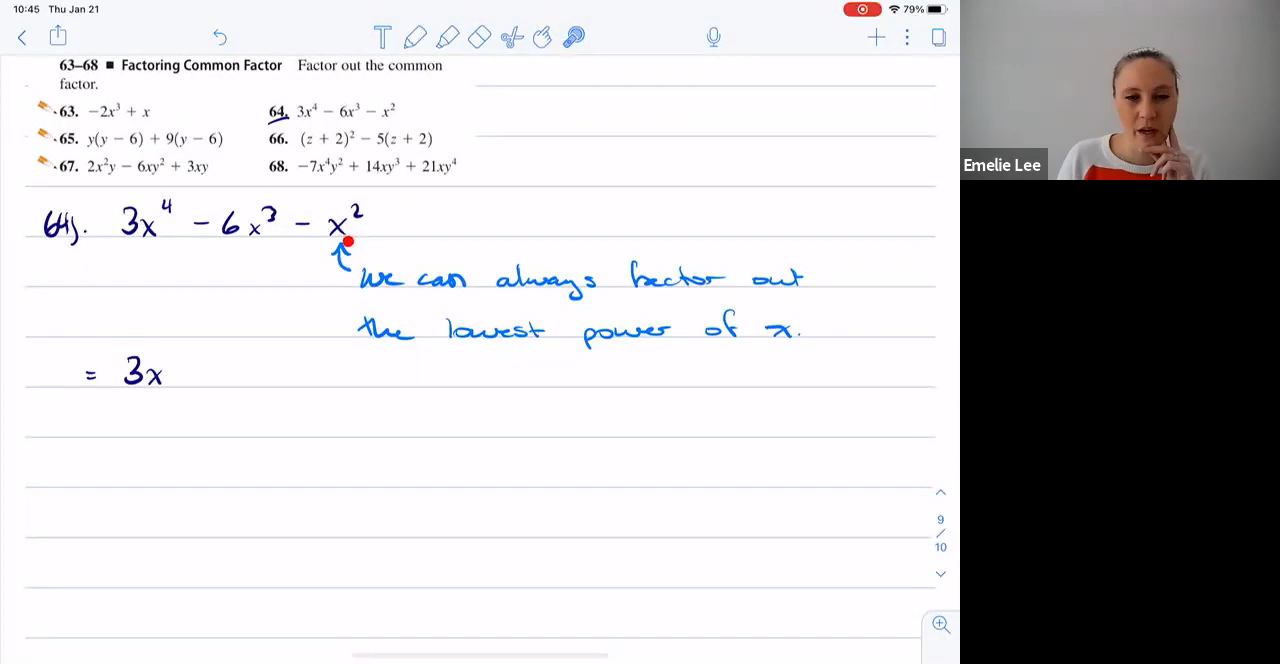 10:45 Thu Jan 21
79%
63–68 ■ Factoring Common Factor Factor out the common
factor.
63. −2x³ + x 64. 3x⁴ − 6x³ − x²
65. y(y − 6) + 9(y − 6) 66. (z + 2)² − 5(z + 2)
67. 2x²y − 6xy² + 3xy 68. −7x⁴y² + 14xy³ + 21xy⁴
64). 3x⁴ − 6x³ − x²
we can always factor out
the lowest power of x.
= 3x
9
/
10
Emelie Lee